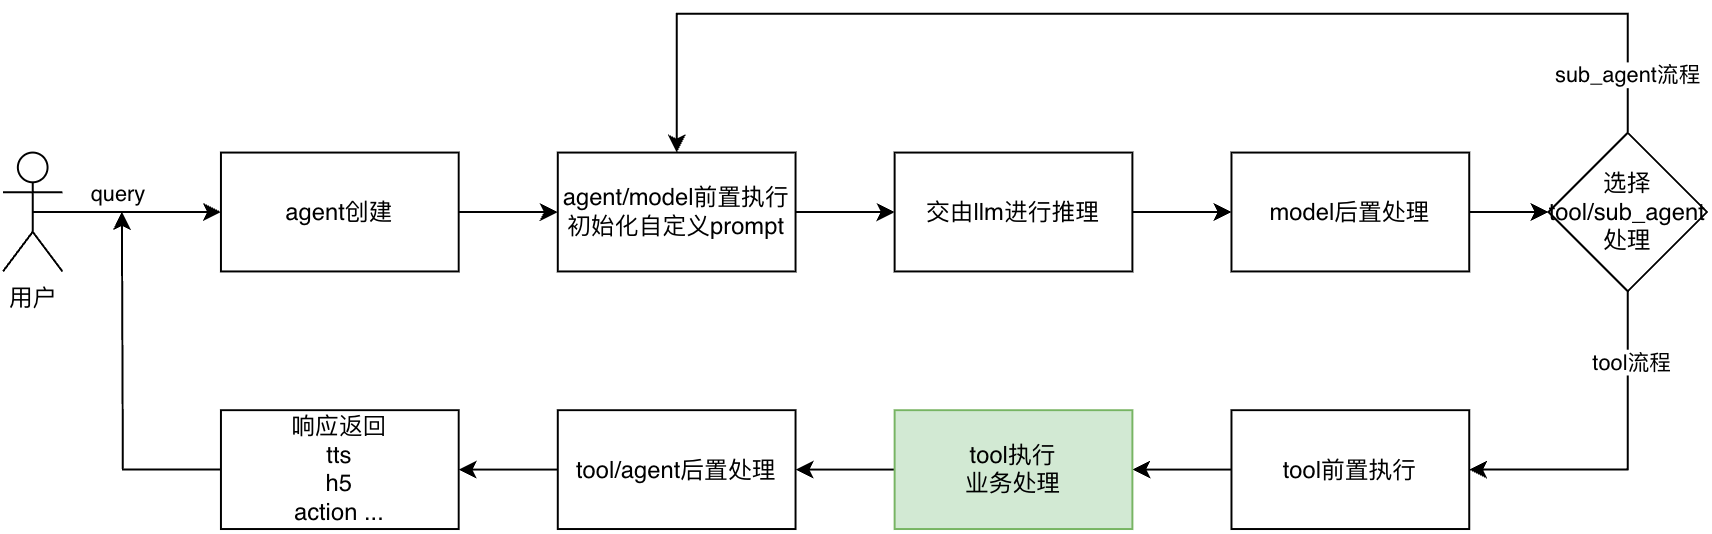 sub_agent流程
query
用户
agent创建
agent/model前置执行
初始化自定义prompt
交由llm进行推理
model后置处理
选择
tool/sub_agent
处理
tool流程
响应返回
tts
h5
action ...
tool/agent后置处理
tool执行
业务处理
tool前置执行